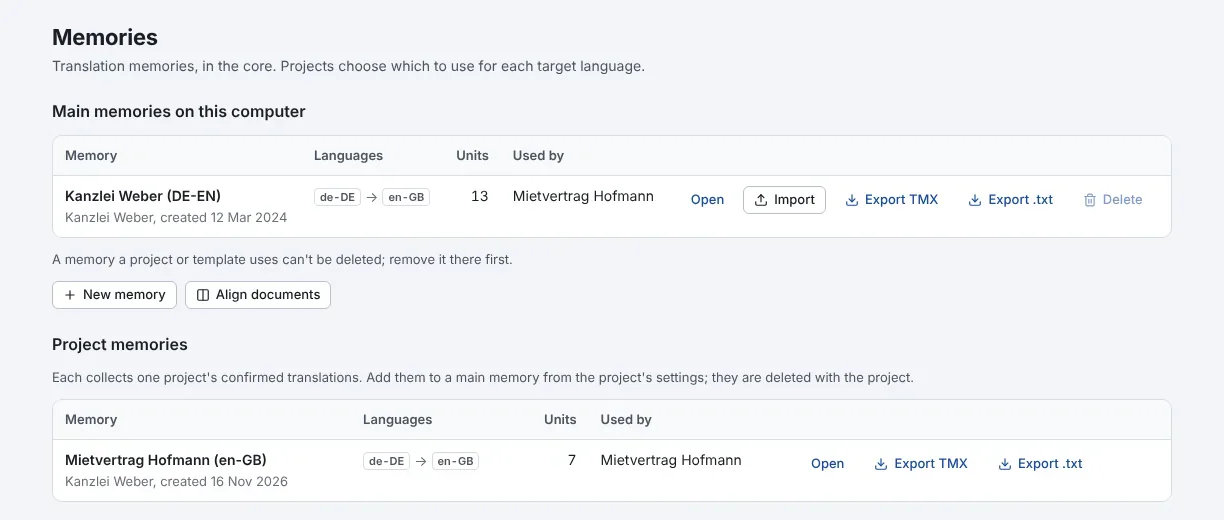 Memories
Translation memories, in the core. Projects choose which to use for each target language.
Main memories on this computer
Memory Languages Units Used by
Kanzlei Weber (DE-EN) de-DE → en-GB 13 Mietvertrag Hofmann Open Import Export TMX Export .txt Delete
Kanzlei Weber, created 12 Mar 2024
A memory a project or template uses can't be deleted; remove it there first.
+ New memory Align documents
Project memories
Each collects one project's confirmed translations. Add them to a main memory from the project's settings; they are deleted with the project.
Memory Languages Units Used by
Mietvertrag Hofmann (en-GB) de-DE → en-GB 7 Mietvertrag Hofmann Open Export TMX Export .txt
Kanzlei Weber, created 16 Nov 2026